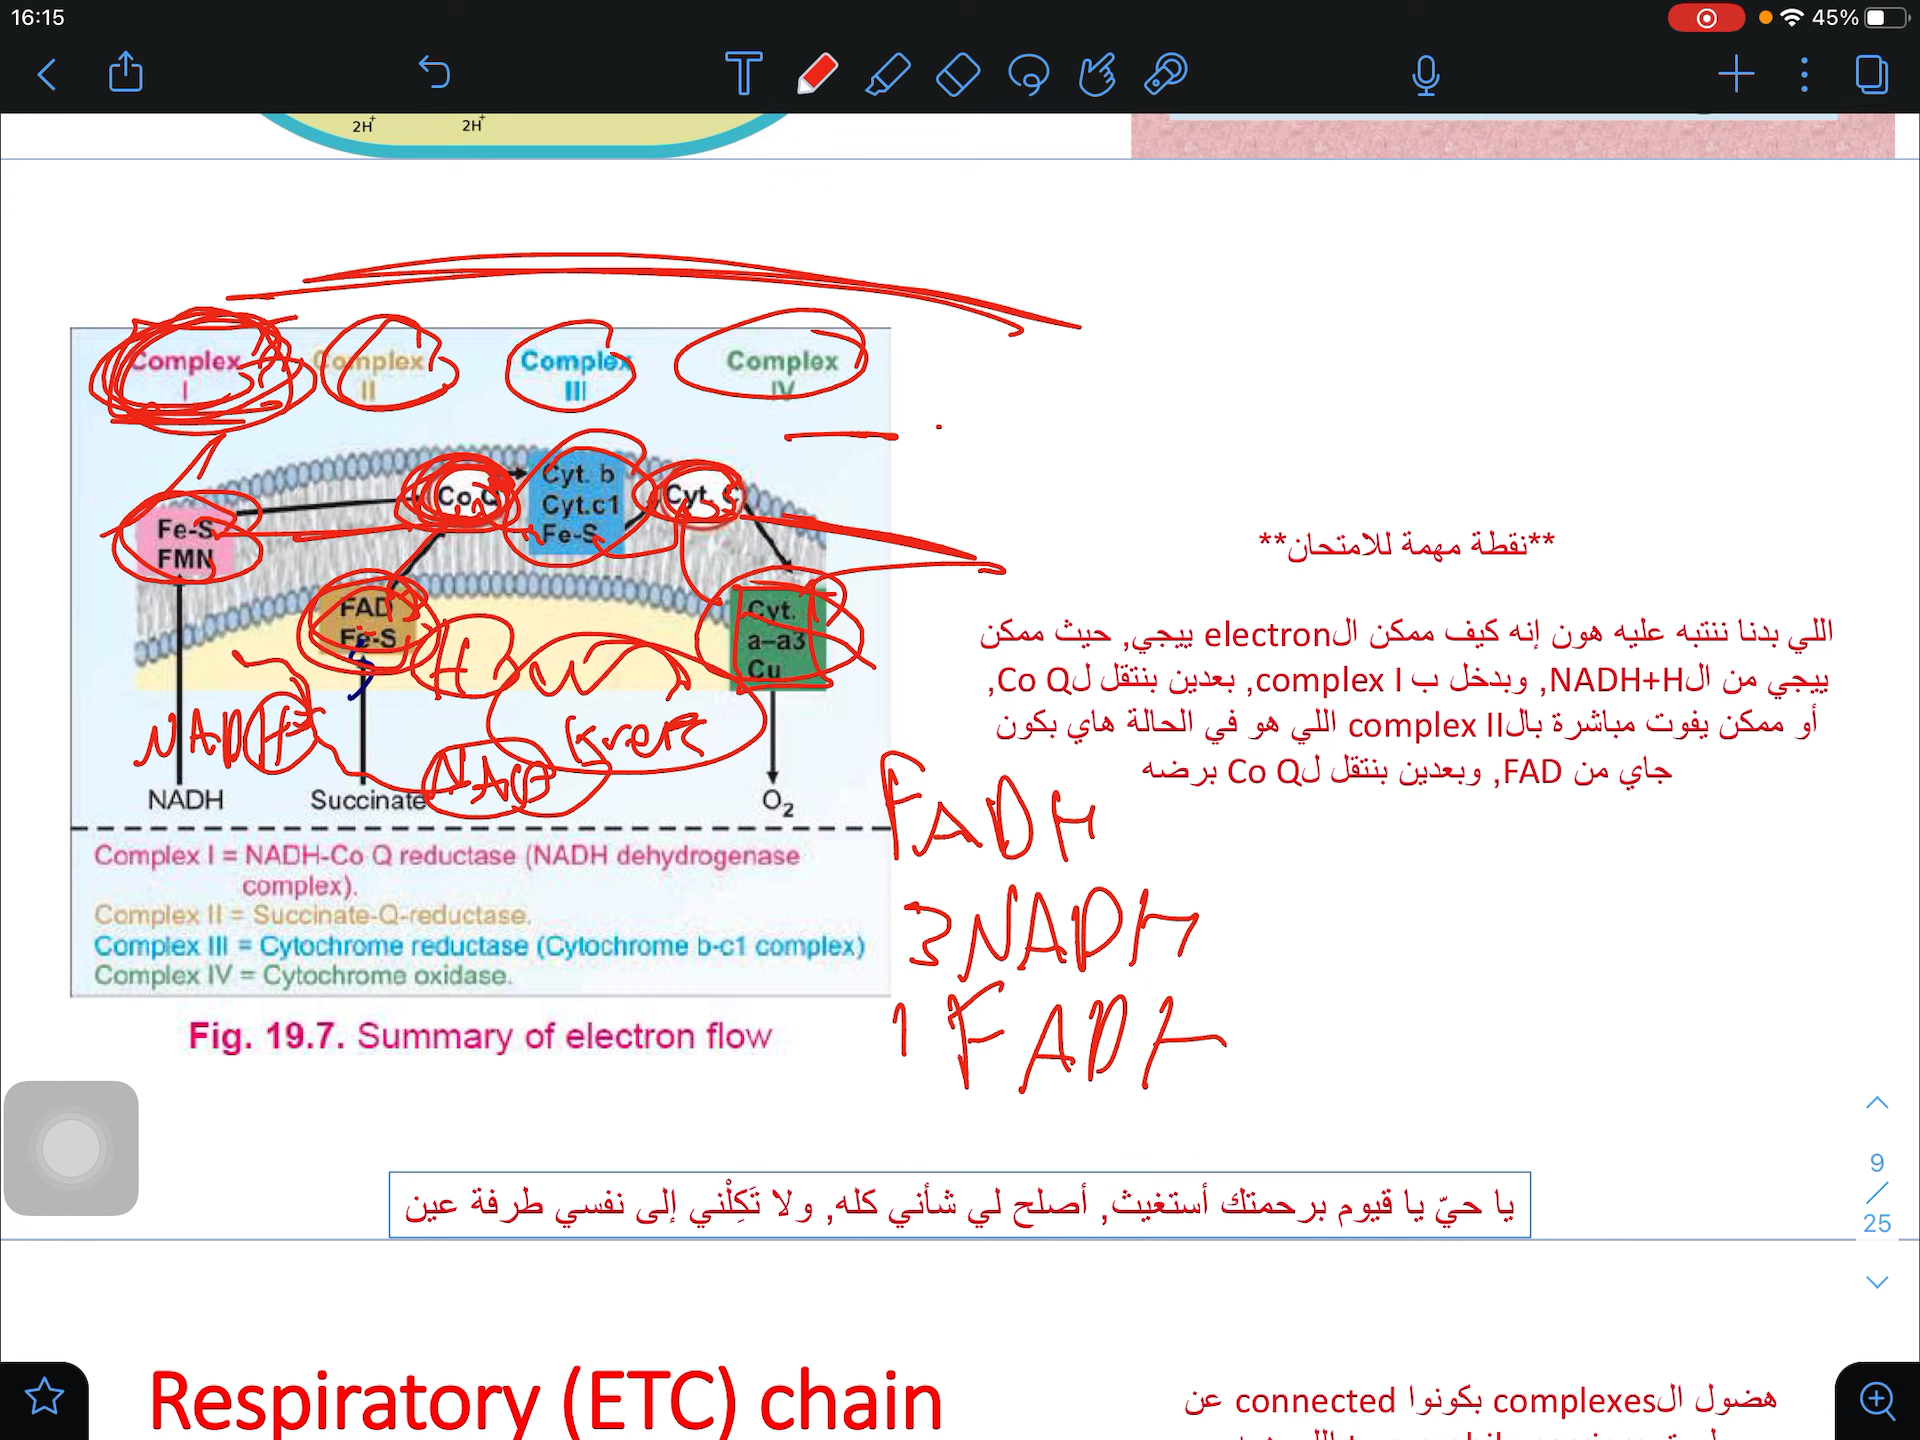 16:15
45%
2H+ 2H+
Complex I
Complex II
Complex III
Complex IV
Co Q
Cyt. b
Cyt.c1
Fe-S
Cyt. C
Fe-S
FMN
FAD
Fe-S
Cyt.
a–a3
Cu
NADH
NAD
NADH
Succinate
O2
Complex I = NADH-Co Q reductase (NADH dehydrogenase
complex).
Complex II = Succinate-Q-reductase.
Complex III = Cytochrome reductase (Cytochrome b-c1 complex)
Complex IV = Cytochrome oxidase.
Fig. 19.7. Summary of electron flow
FADH
3NADH
1 FADH
**نقطة مهمة للامتحان**
اللي بدنا ننتبه عليه هون إنه كيف ممكن الelectron ييجي, حيث ممكن
ييجي من الNADH+H, وبدخل ب complex I, بعدين بنتقل لCo Q,
أو ممكن يفوت مباشرة بالcomplex II اللي هو في الحالة هاي بكون
جاي من FAD, وبعدين بنتقل لCo Q برضه
9
/
25
يا حيّ يا قيوم برحمتك أستغيث, أصلح لي شأني كله, ولا تَكِلْني إلى نفسي طرفة عين
Respiratory (ETC) chain
هضول الcomplexes بكونوا connected عن